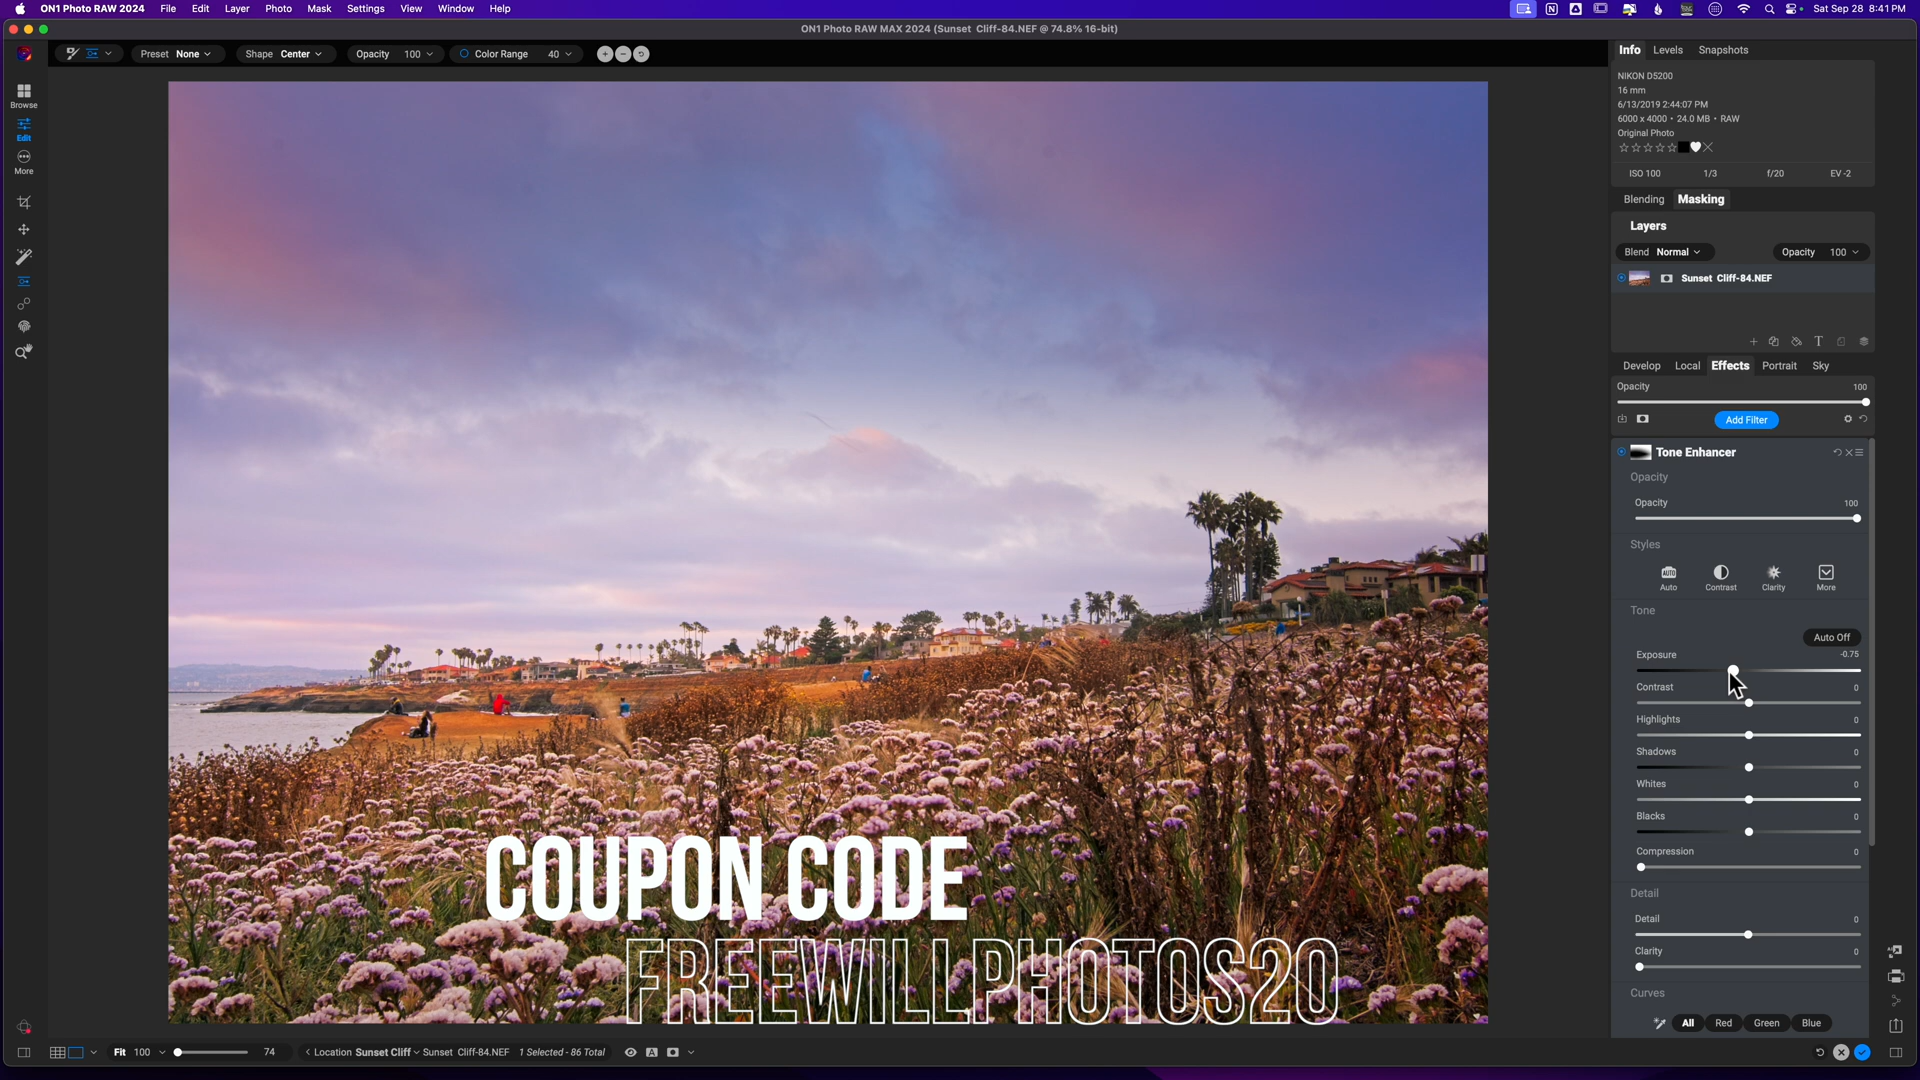 ON1 Photo RAW MAX 2024 File Edit Layer Photo Mask Settings View Window Help Sat Sep 28 8:41 PM
ON1 Photo RAW MAX 2024 (Sunset Cliff-84.NEF @ 74.8% 16-bit)
Preset None Shape Center Opacity 100 Color Range 40
Info Levels Snapshots
NIKON D5200
16 mm
6/13/2019 2:44:07 PM
6000 x 4000 • 24.0 MB • RAW
Original Photo
ISO 100 1/3 f/20 EV -2
Browse
Edit
More
Blending Masking
Layers
Blend Normal Opacity 100
Sunset Cliff-84.NEF
Develop Local Effects Portrait Sky
Opacity 100
Add Filter
Tone Enhancer
Opacity
Opacity 100
Styles
AUTO
Auto Contrast Clarity More
Tone
Auto Off
Exposure -0.75
Contrast 0
Highlights 0
Shadows 0
Whites 0
Blacks 0
Compression 0
Detail
Detail 0
Clarity 0
Curves
All Red Green Blue
COUPON CODE
FREEWILLPHOTOS20
Fit 100 74 Location Sunset Cliff Sunset Cliff-84.NEF 1 Selected - 86 Total A